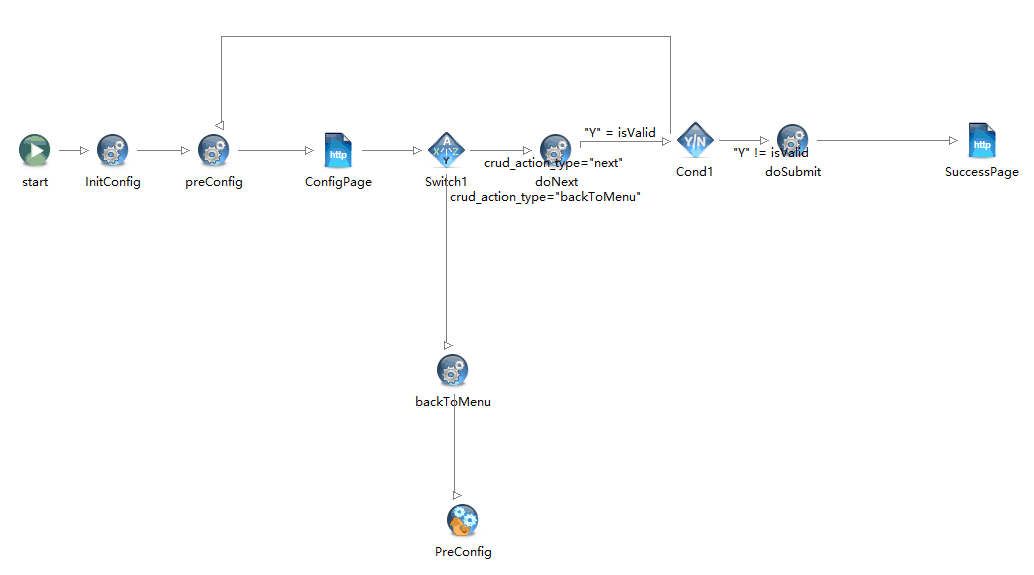 "Y" = isValid
"Y" != isValid
crud_action_type="next"
start
InitConfig
preConfig
http
ConfigPage
A
X/Z
Y
Switch1
doNext
Y/N
Cond1
doSubmit
http
SuccessPage
crud_action_type="backToMenu"
backToMenu
PreConfig